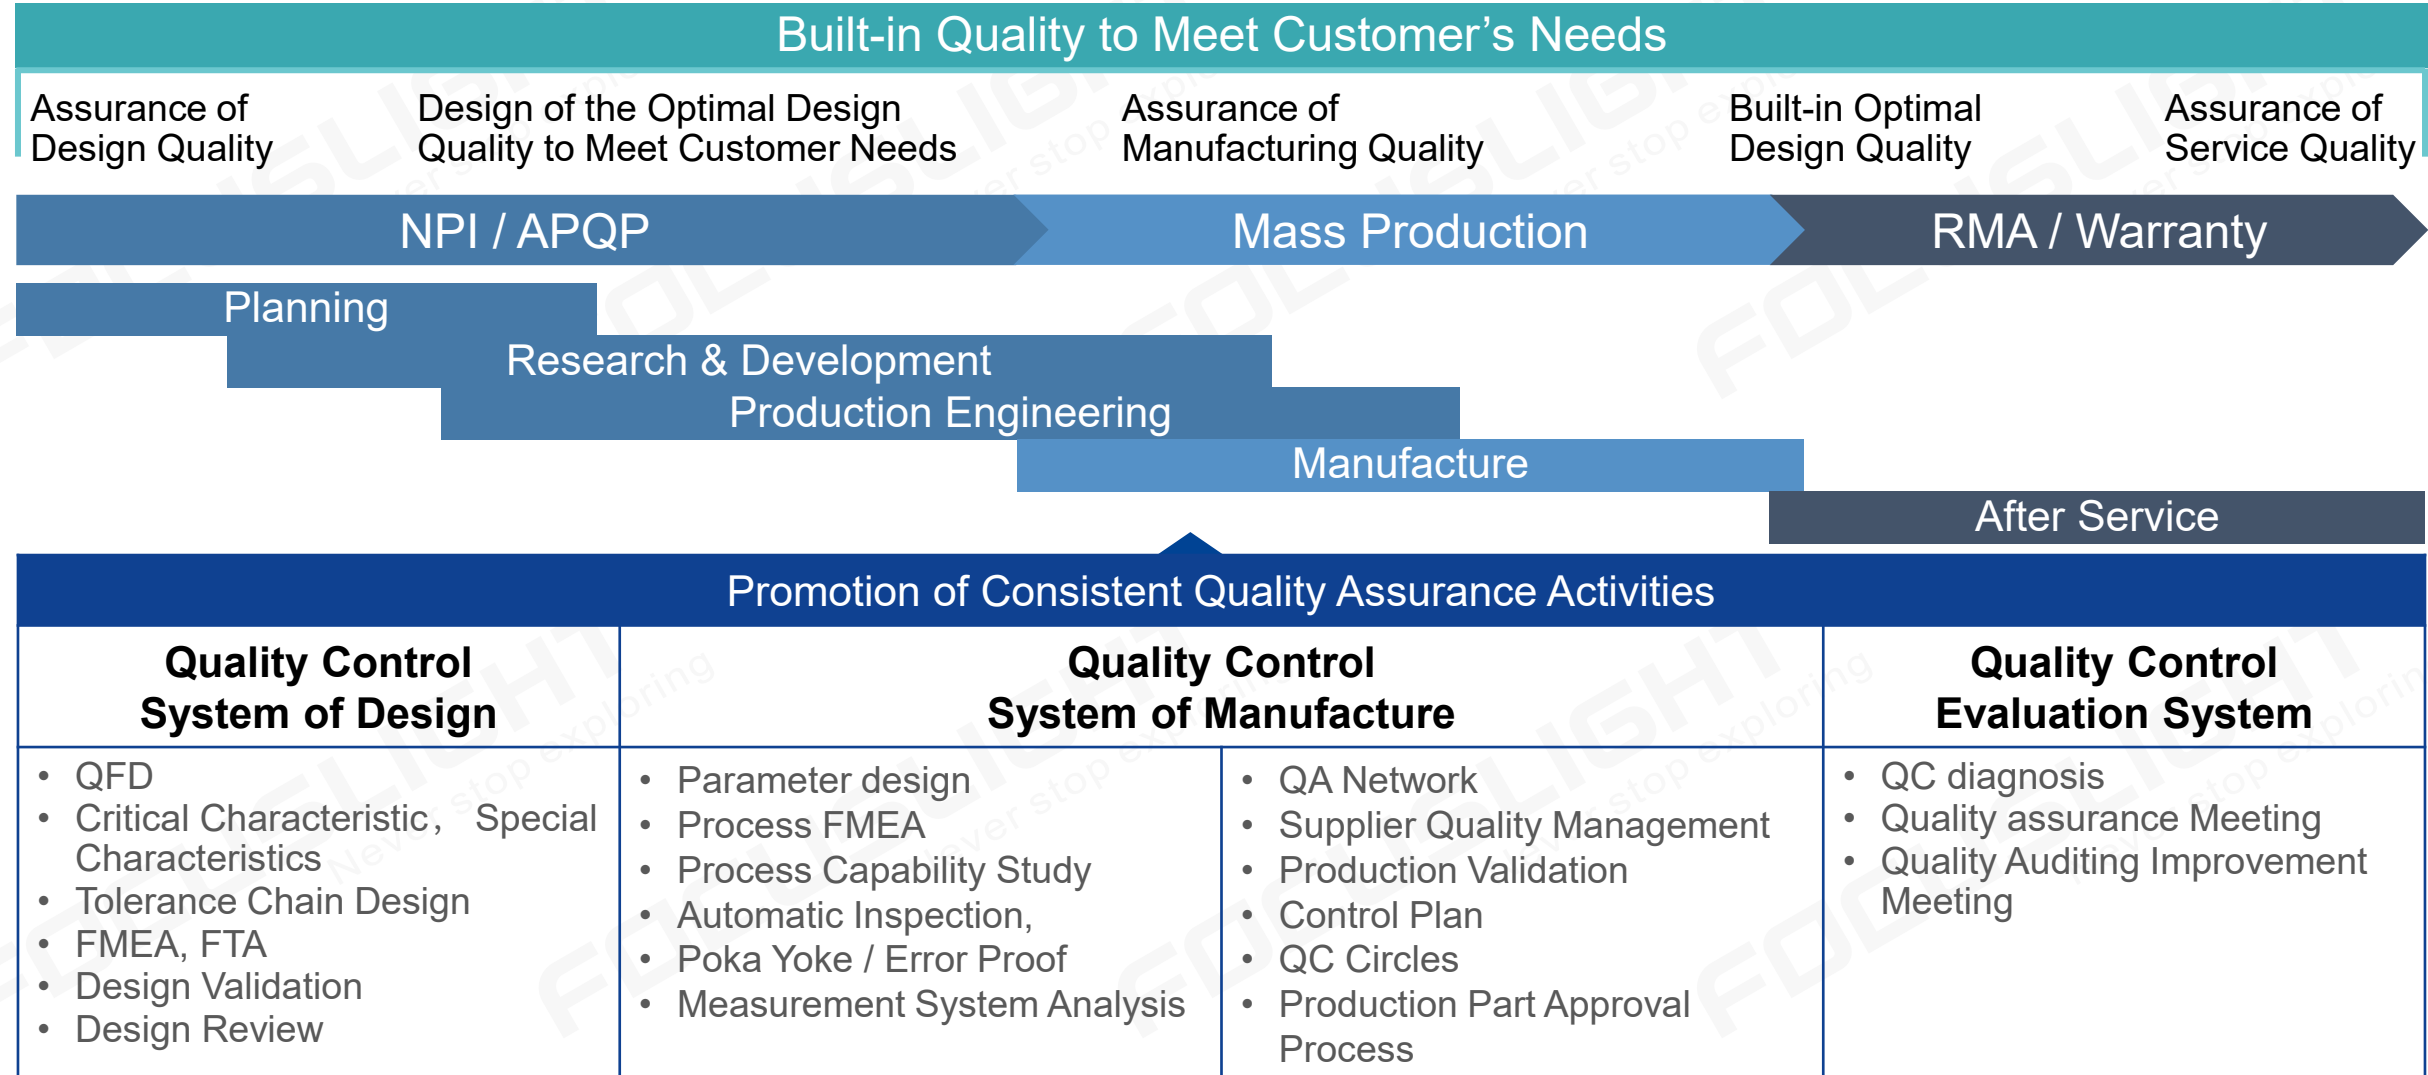 Built-in Quality to Meet Customer’s Needs
Assurance of
Design Quality
Design of the Optimal Design
Quality to Meet Customer Needs
Assurance of
Manufacturing Quality
Built-in Optimal
Design Quality
Assurance of
Service Quality
NPI / APQP
Mass Production
RMA / Warranty
Planning
Research & Development
Production Engineering
Manufacture
After Service
Promotion of Consistent Quality Assurance Activities
Quality Control
System of Design
• QFD
• Critical Characteristic， Special
Characteristics
• Tolerance Chain Design
• FMEA, FTA
• Design Validation
• Design Review
Quality Control
System of Manufacture
• Parameter design
• Process FMEA
• Process Capability Study
• Automatic Inspection,
• Poka Yoke / Error Proof
• Measurement System Analysis
• QA Network
• Supplier Quality Management
• Production Validation
• Control Plan
• QC Circles
• Production Part Approval
Process
Quality Control
Evaluation System
• QC diagnosis
• Quality assurance Meeting
• Quality Auditing Improvement
Meeting
FOCUSLIGHT
Never stop exploring